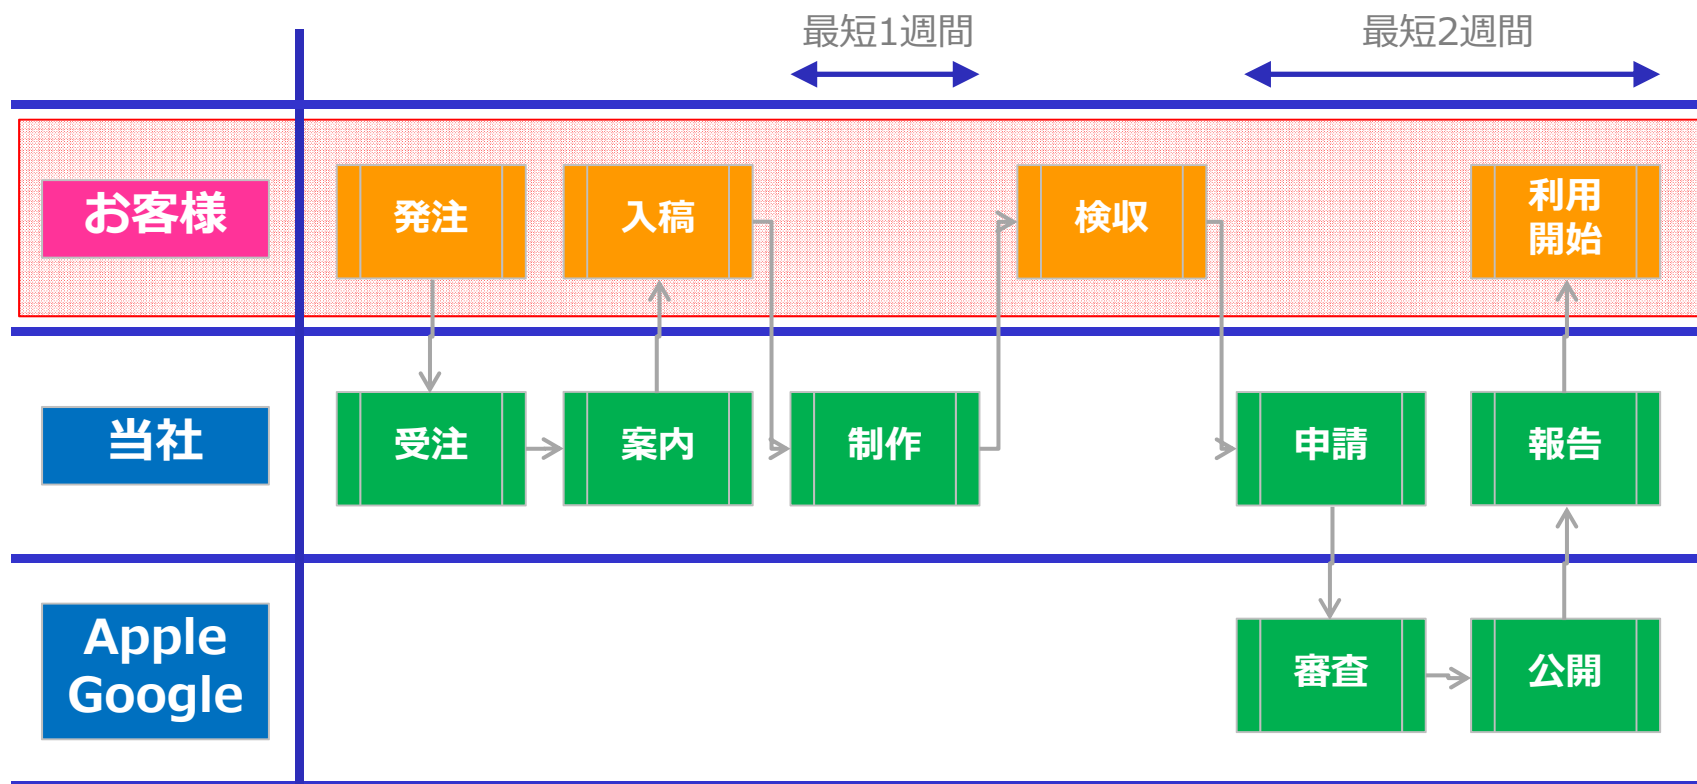 最短1週間
最短2週間
お客様
発注
入稿
検収
利用
開始
当社
受注
案内
制作
申請
報告
Apple
Google
審査
公開